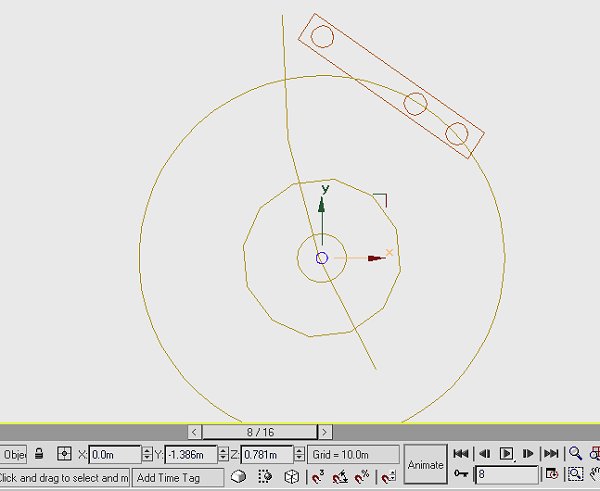 y
x
< 8 / 16 >
Obje X: 0.0m Y: -1.386m Z: 0.781m Grid = 10.0m
Animate
Click and drag to select and m Add Time Tag 8